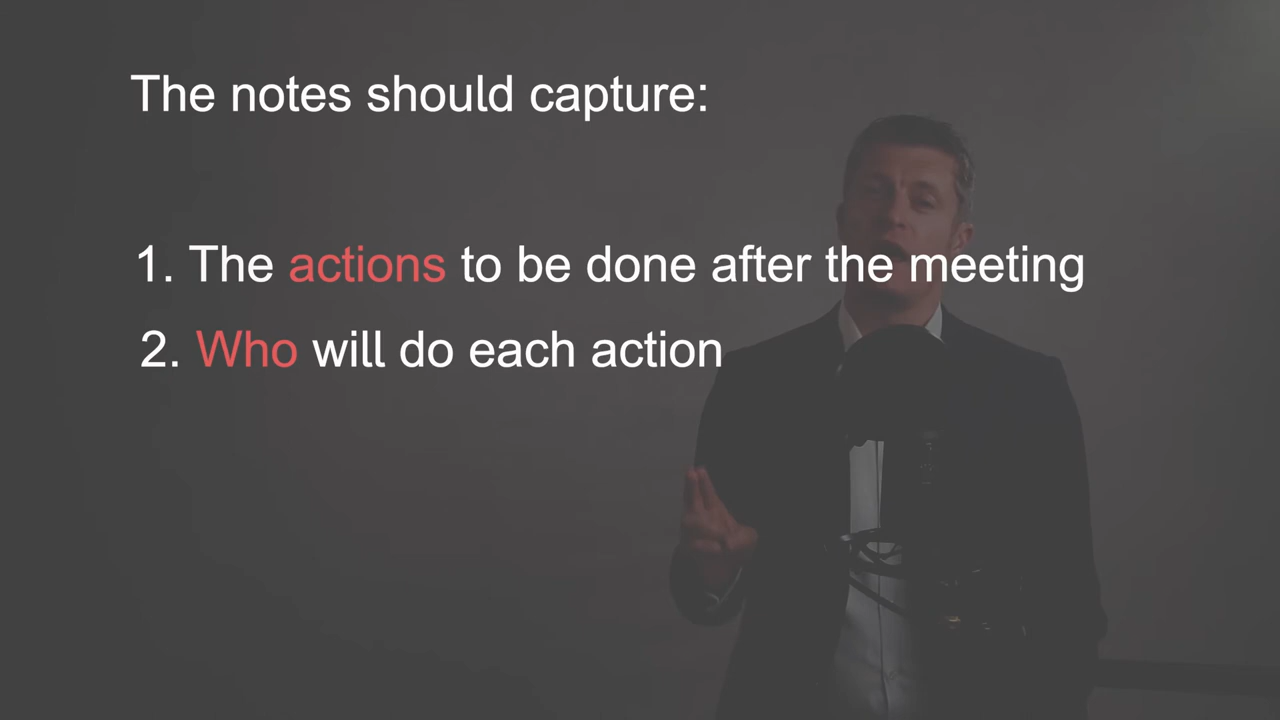 The notes should capture:
1. The actions to be done after the meeting
2. Who will do each action